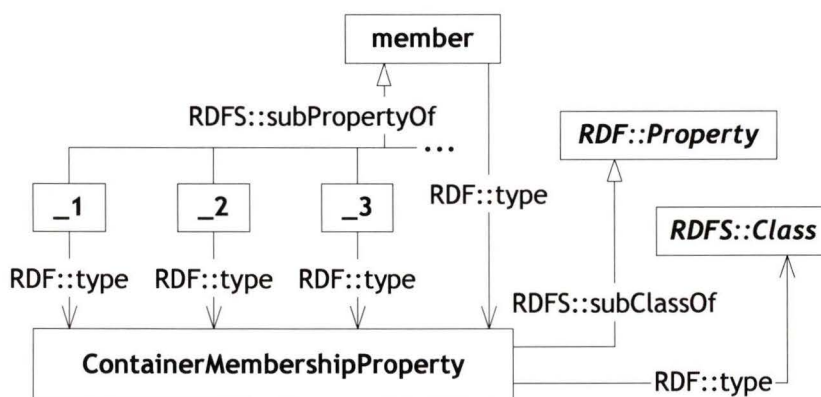 member
RDFS::subPropertyOf
...
RDF::Property
_1
_2
_3
RDF::type
RDFS::Class
RDF::type
RDF::type
RDF::type
RDFS::subClassOf
ContainerMembershipProperty
RDF::type